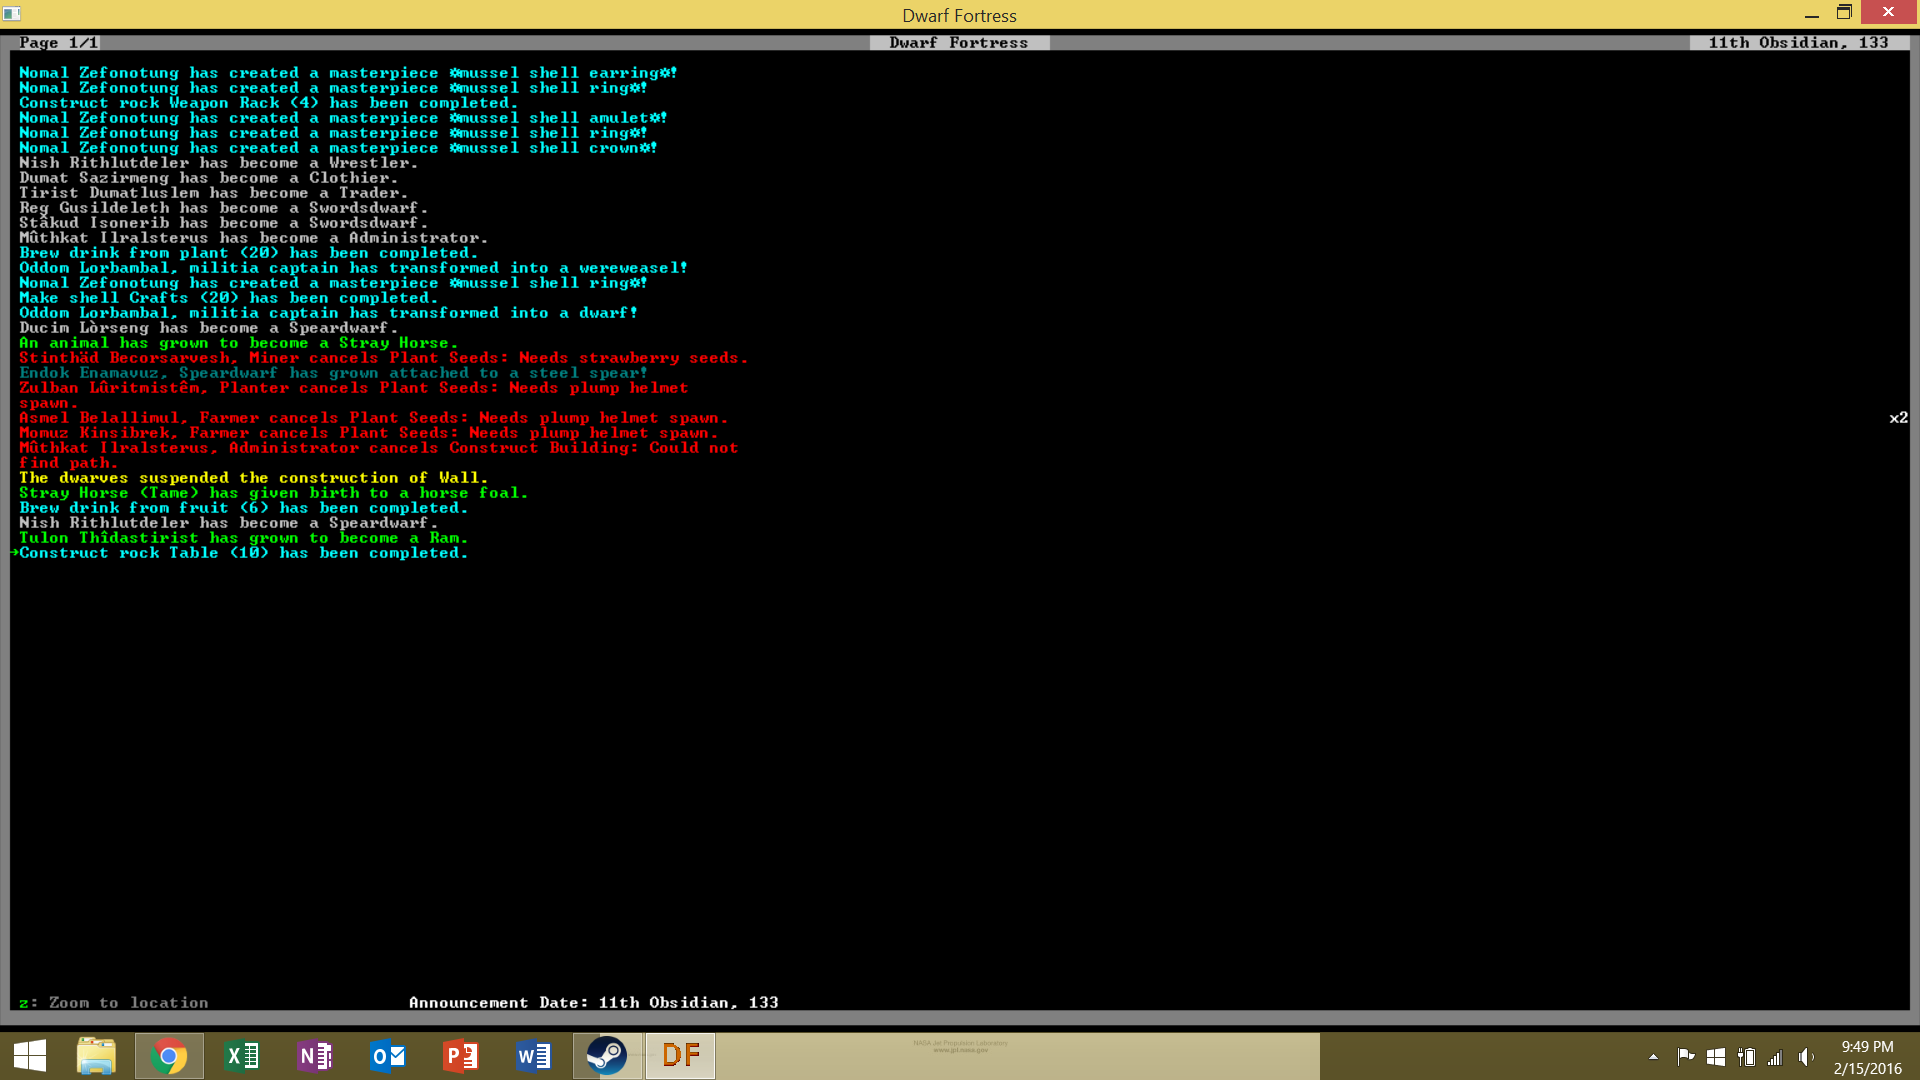 Dwarf Fortress
Page 1/1 Dwarf Fortress 11th Obsidian, 133
Nomal Zefonotung has created a masterpiece ☼mussel shell earring☼!
Nomal Zefonotung has created a masterpiece ☼mussel shell ring☼!
Construct rock Weapon Rack (4) has been completed.
Nomal Zefonotung has created a masterpiece ☼mussel shell amulet☼!
Nomal Zefonotung has created a masterpiece ☼mussel shell ring☼!
Nomal Zefonotung has created a masterpiece ☼mussel shell crown☼!
Nish Rithlutdeler has become a Wrestler.
Dumat Sazirmeng has become a Clothier.
Tirist Dumatluslem has become a Trader.
Reg Gusildeleth has become a Swordsdwarf.
Stâkud Isonerib has become a Swordsdwarf.
Mûthkat Ilralsterus has become a Administrator.
Brew drink from plant (20) has been completed.
Oddom Lorbambal, militia captain has transformed into a wereweasel!
Nomal Zefonotung has created a masterpiece ☼mussel shell ring☼!
Make shell Crafts (20) has been completed.
Oddom Lorbambal, militia captain has transformed into a dwarf!
Ducim Lòrseng has become a Speardwarf.
An animal has grown to become a Stray Horse.
Stinthäd Becorsarvesh, Miner cancels Plant Seeds: Needs strawberry seeds.
Endok Enamavuz, Speardwarf has grown attached to a steel spear!
Zulban Lûritmistêm, Planter cancels Plant Seeds: Needs plump helmet
spawn.
Asmel Belallimul, Farmer cancels Plant Seeds: Needs plump helmet spawn. x2
Momuz Kinsibrek, Farmer cancels Plant Seeds: Needs plump helmet spawn.
Mûthkat Ilralsterus, Administrator cancels Construct Building: Could not
find path.
The dwarves suspended the construction of Wall.
Stray Horse (Tame) has given birth to a horse foal.
Brew drink from fruit (6) has been completed.
Nish Rithlutdeler has become a Speardwarf.
Tulon Thîdastirist has grown to become a Ram.
→Construct rock Table (10) has been completed.
z: Zoom to location Announcement Date: 11th Obsidian, 133
NASA Jet Propulsion Laboratory
www.jpl.nasa.gov
DF
9:49 PM
2/15/2016